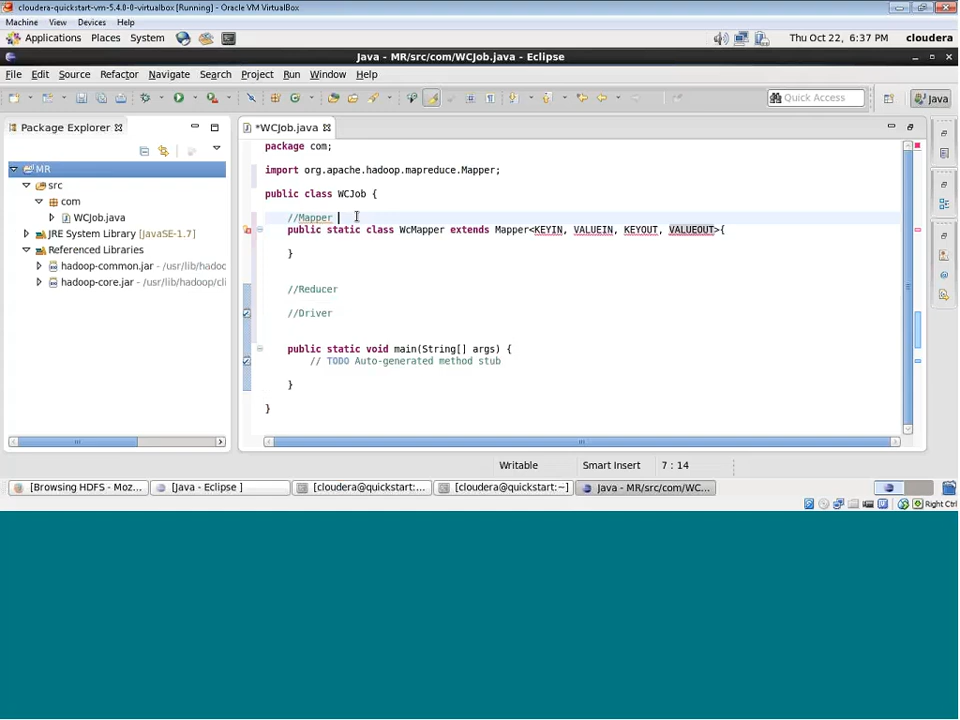 cloudera-quickstart-vm-5.4.0-0-virtualbox [Running] - Oracle VM VirtualBox
Machine View Devices Help
Applications Places System Thu Oct 22, 6:37 PM cloudera
Java - MR/src/com/WCJob.java - Eclipse
File Edit Source Refactor Navigate Search Project Run Window Help
Quick Access Java
Package Explorer *WCJob.java
MR
src
com
WCJob.java
JRE System Library [JavaSE-1.7]
Referenced Libraries
hadoop-common.jar - /usr/lib/hadoo
hadoop-core.jar - /usr/lib/hadoop/cli
package com;
import org.apache.hadoop.mapreduce.Mapper;
public class WCJob {
//Mapper
public static class WcMapper extends Mapper<KEYIN, VALUEIN, KEYOUT, VALUEOUT>{
}
//Reducer
//Driver
public static void main(String[] args) {
// TODO Auto-generated method stub
}
}
Writable Smart Insert 7 : 14
[Browsing HDFS - Moz... [Java - Eclipse ] [cloudera@quickstart:... [cloudera@quickstart:~] Java - MR/src/com/WC...
Right Ctrl